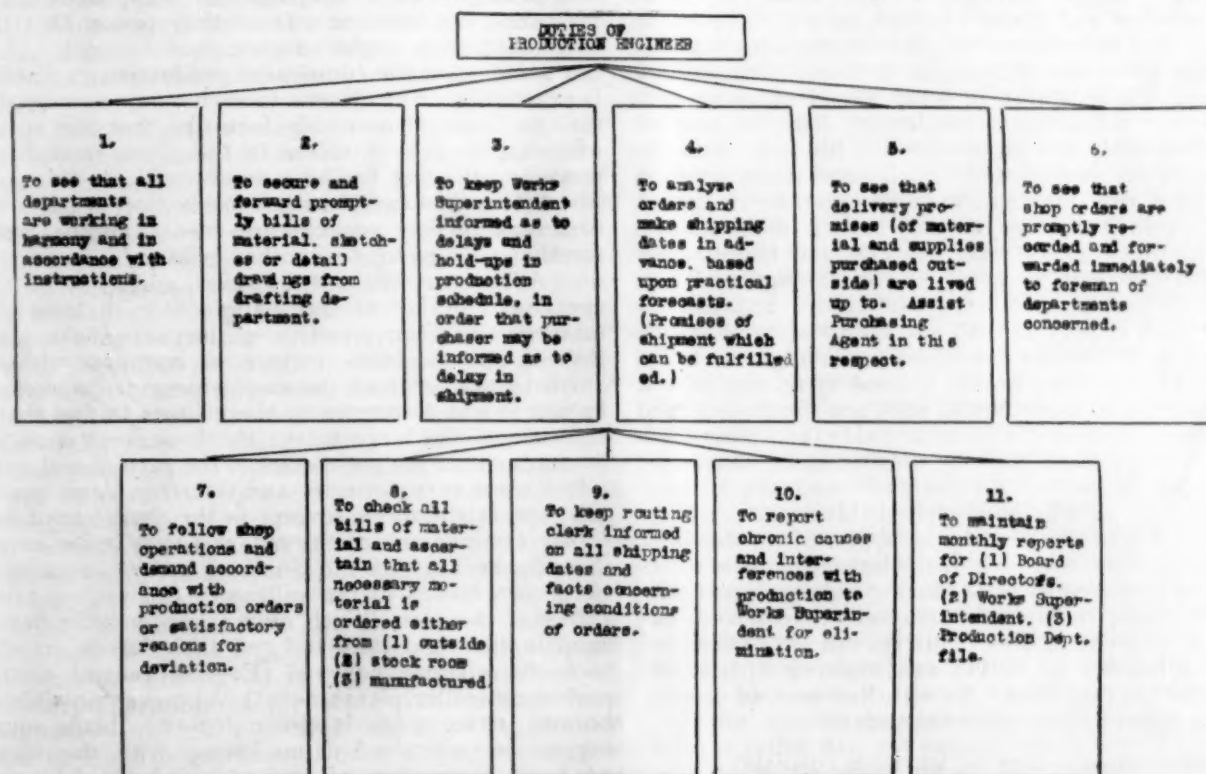 DUTIES OF
PRODUCTION ENGINEER
1.
To see that all
departments
are working in
harmony and in
accordance with
instructions.
2.
To secure and
forward prompt-
ly bills of
material, sketch-
es or detail
drawings from
drafting de-
partment.
3.
To keep Works
Superintendent
informed as to
delays and
hold-ups in
production
schedule, in
order that pur-
chaser may be
informed as to
delay in
shipment.
4.
To analyse
orders and
make shipping
dates in ad-
vance, based
upon practical
forecasts.
(Promises of
shipment which
can be fulfilled
ed.)
5.
To see that
delivery pro-
mises (of mater-
ial and supplies
purchased out-
side) are lived
up to. Assist
Purchasing
Agent in this
respect.
6.
To see that
shop orders are
promptly re-
corded and for-
warded immediately
to foreman of
departments
concerned.
7.
To follow shop
operations and
demand accord-
ance with
production orders
or satisfactory
reasons for
deviation.
8.
To check all
bills of mater-
ial and ascer-
tain that all
necessary ma-
terial is
ordered either
from (1) outside
(2) stock room
(3) manufactured
9.
To keep routing
clerk informed
on all shipping
dates and
facts concern-
ing conditions
of orders.
10.
To report
chronic causes
and inter-
ferences with
production to
Works Superin-
dent for eli-
mination.
11.
To maintain
monthly reports
for (1) Board
of Directors.
(2) Works Super-
intendent. (3)
Production Dept.
file.